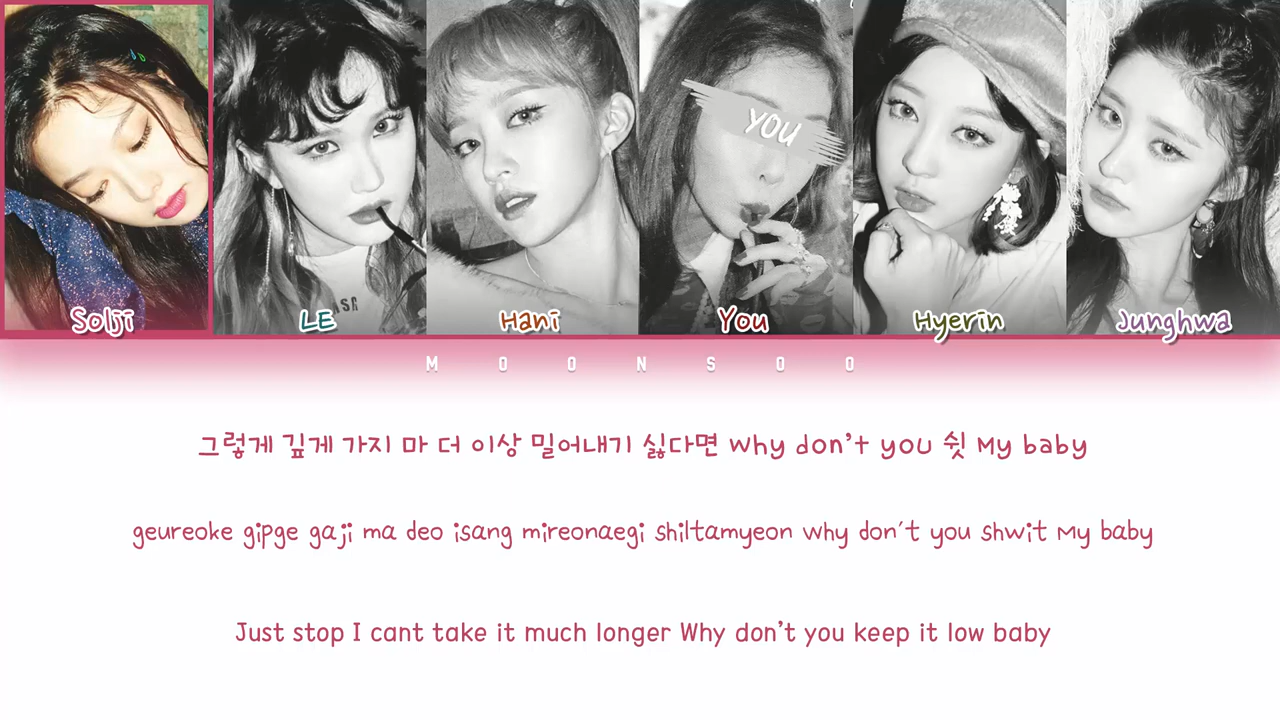 YOU
Solji
LE
Hani
You
Hyerin
Junghwa
M O O N S O O
그렇게 깊게 가지 마 더 이상 밀어내기 싫다면 Why don't you 쉿 My baby
geureoke gipge gaji ma deo isang mireonaegi shiltamyeon Why don't you shwit My baby
Just stop I cant take it much longer Why don't you keep it low baby